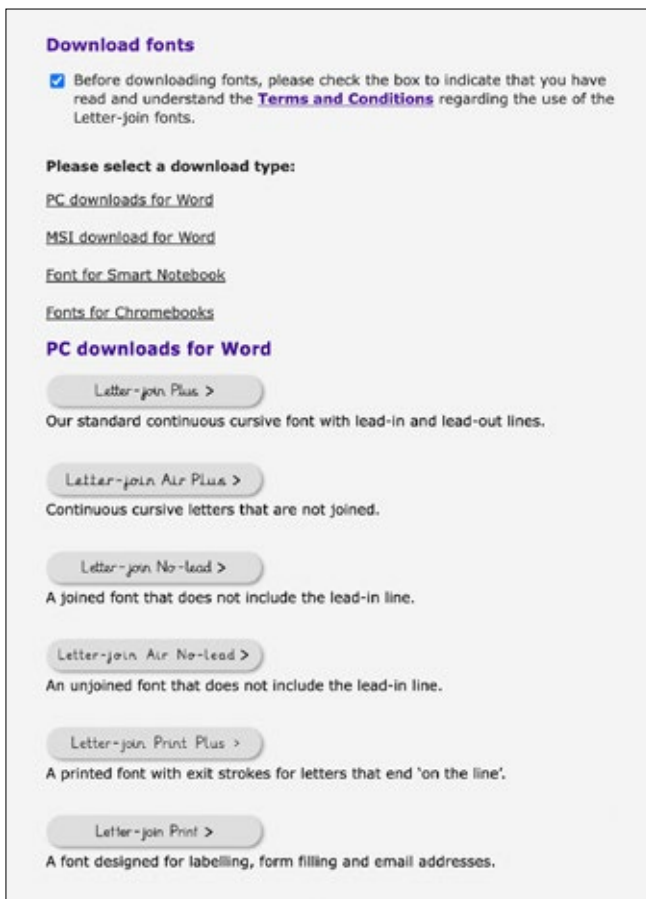 Download fonts
Before downloading fonts, please check the box to indicate that you have
read and understand the Terms and Conditions regarding the use of the
Letter-join fonts.
Please select a download type:
PC downloads for Word
MSI download for Word
Font for Smart Notebook
Fonts for Chromebooks
PC downloads for Word
Letter-join Plus >
Our standard continuous cursive font with lead-in and lead-out lines.
Letter-join Air Plus >
Continuous cursive letters that are not joined.
Letter-join No-lead >
A joined font that does not include the lead-in line.
Letter-join Air No-lead >
An unjoined font that does not include the lead-in line.
Letter-join Print Plus >
A printed font with exit strokes for letters that end 'on the line'.
Letter-join Print >
A font designed for labelling, form filling and email addresses.